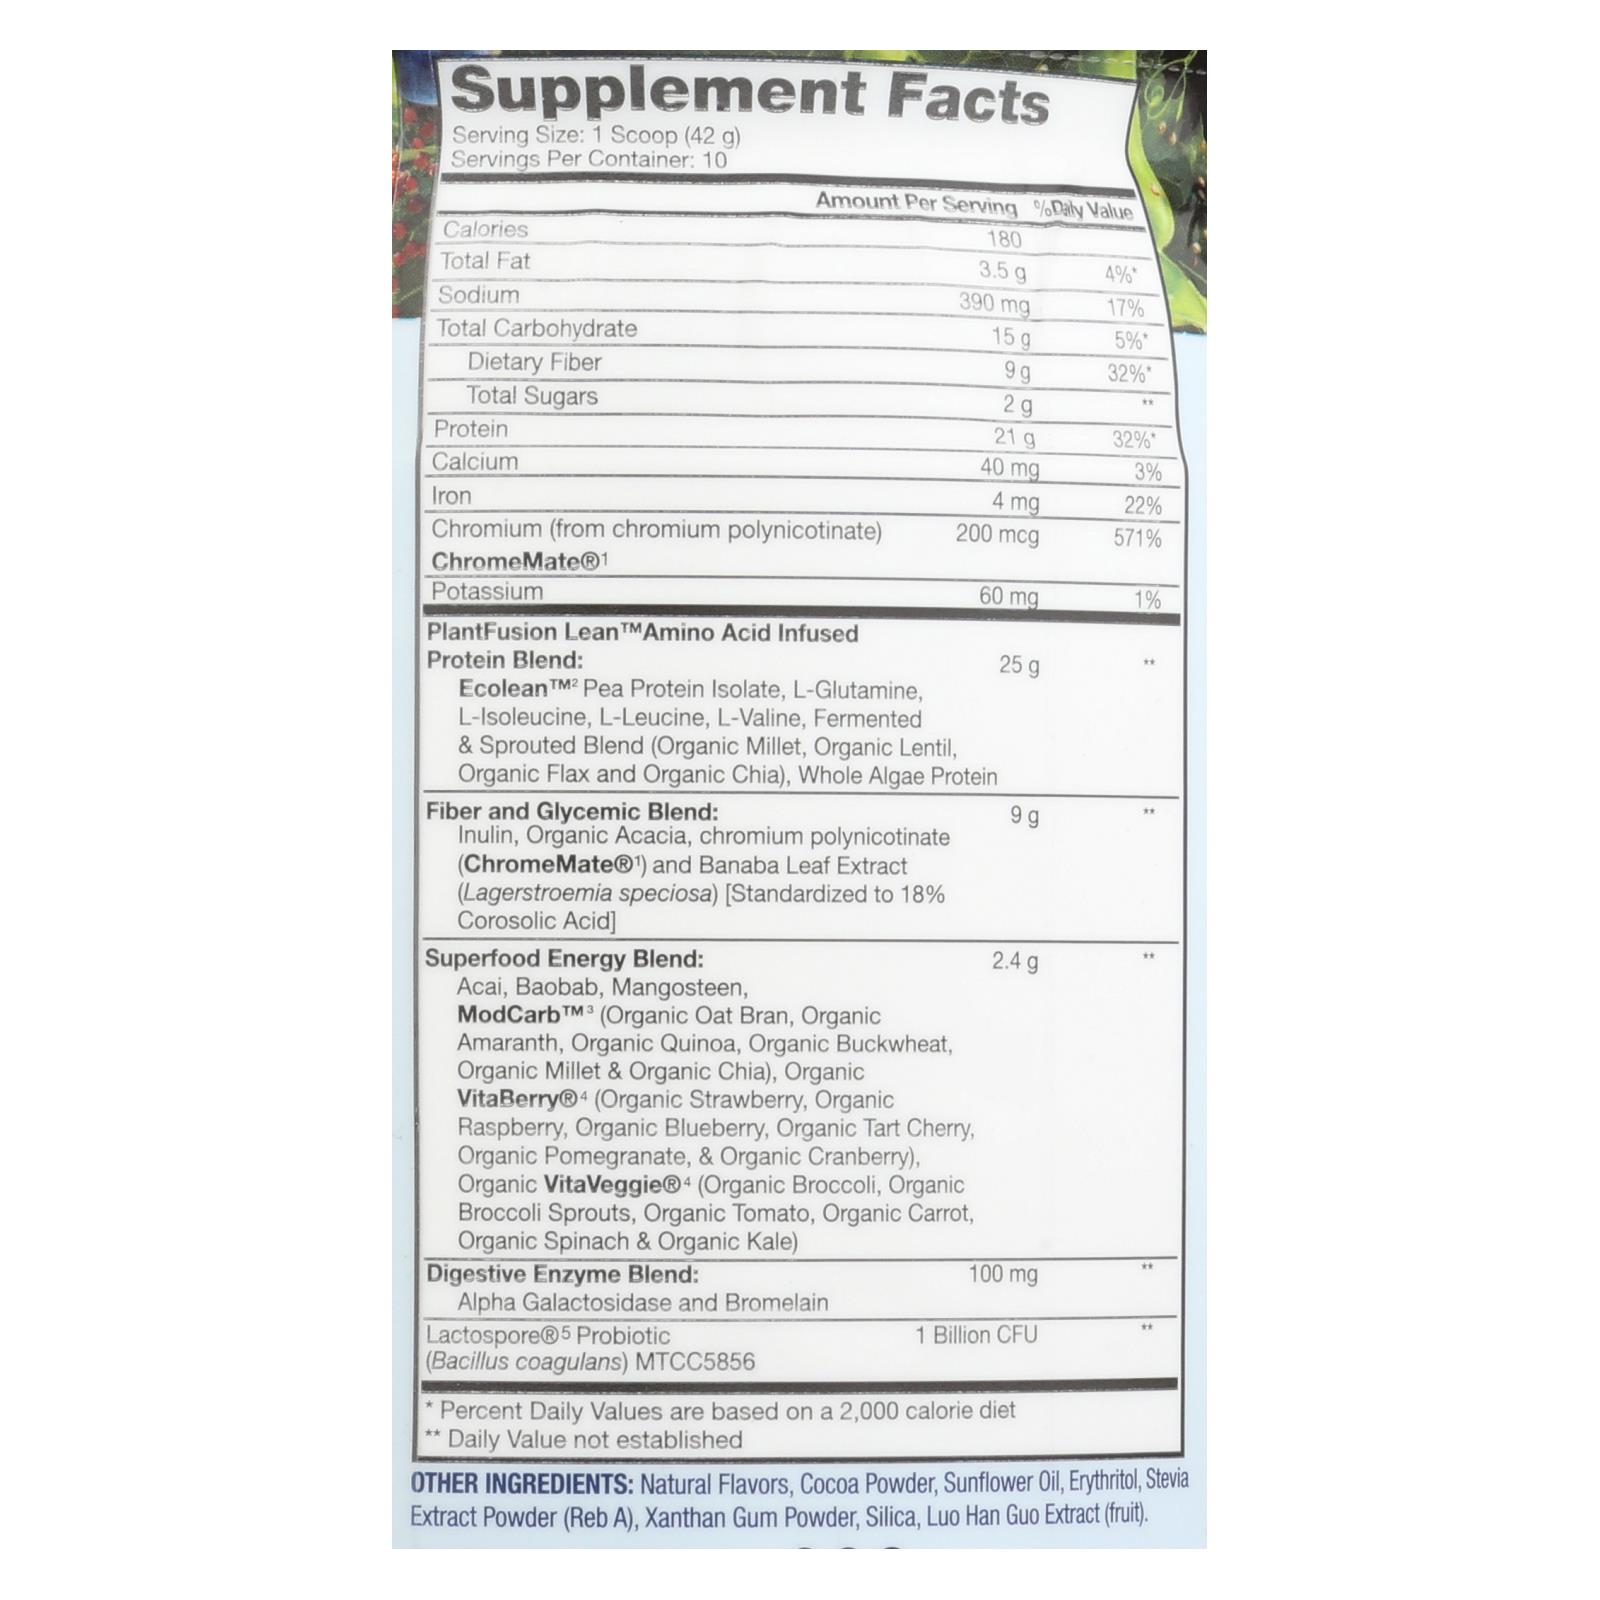 Supplement Facts
Serving Size: 1 Scoop (42 g)
Servings Per Container: 10
Amount Per Serving %Daily Value
Calories 180
Total Fat 3.5 g 4%*
Sodium 390 mg 17%
Total Carbohydrate 15 g 5%*
Dietary Fiber 9 g 32%*
Total Sugars 2 g **
Protein 21 g 32%*
Calcium 40 mg 3%
Iron 4 mg 22%
Chromium (from chromium polynicotinate) 200 mcg 571%
ChromeMate®1
Potassium 60 mg 1%
PlantFusion Lean™Amino Acid Infused
Protein Blend: 25 g **
Ecolean™² Pea Protein Isolate, L-Glutamine,
L-Isoleucine, L-Leucine, L-Valine, Fermented
& Sprouted Blend (Organic Millet, Organic Lentil,
Organic Flax and Organic Chia), Whole Algae Protein
Fiber and Glycemic Blend: 9 g **
Inulin, Organic Acacia, chromium polynicotinate
(ChromeMate®¹) and Banaba Leaf Extract
(Lagerstroemia speciosa) [Standardized to 18%
Corosolic Acid]
Superfood Energy Blend: 2.4 g **
Acai, Baobab, Mangosteen,
ModCarb™³ (Organic Oat Bran, Organic
Amaranth, Organic Quinoa, Organic Buckwheat,
Organic Millet & Organic Chia), Organic
VitaBerry®⁴ (Organic Strawberry, Organic
Raspberry, Organic Blueberry, Organic Tart Cherry,
Organic Pomegranate, & Organic Cranberry),
Organic VitaVeggie®⁴ (Organic Broccoli, Organic
Broccoli Sprouts, Organic Tomato, Organic Carrot,
Organic Spinach & Organic Kale)
Digestive Enzyme Blend: 100 mg **
Alpha Galactosidase and Bromelain
Lactospore®5 Probiotic 1 Billion CFU **
(Bacillus coagulans) MTCC5856
* Percent Daily Values are based on a 2,000 calorie diet
** Daily Value not established
OTHER INGREDIENTS: Natural Flavors, Cocoa Powder, Sunflower Oil, Erythritol, Stevia
Extract Powder (Reb A), Xanthan Gum Powder, Silica, Luo Han Guo Extract (fruit).